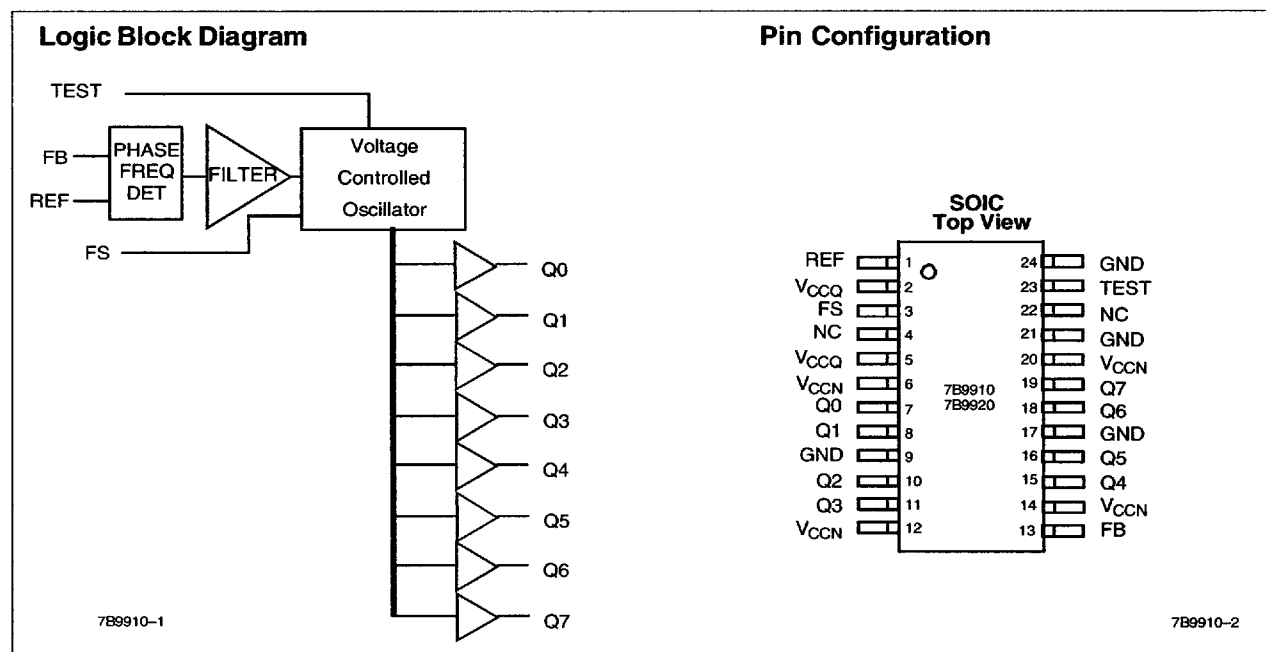 Logic Block Diagram
TEST
FB
REF
PHASE
FREQ
DET
FILTER
Voltage
Controlled
Oscillator
FS
Q0
Q1
Q2
Q3
Q4
Q5
Q6
Q7
7B9910–1
Pin Configuration
SOIC
Top View
REF 1 24 GND
VCCQ 2 23 TEST
FS 3 22 NC
NC 4 21 GND
VCCQ 5 20 VCCN
VCCN 6 19 Q7
Q0 7 18 Q6
Q1 8 17 GND
GND 9 16 Q5
Q2 10 15 Q4
Q3 11 14 VCCN
VCCN 12 13 FB
7B9910
7B9920
7B9910–2